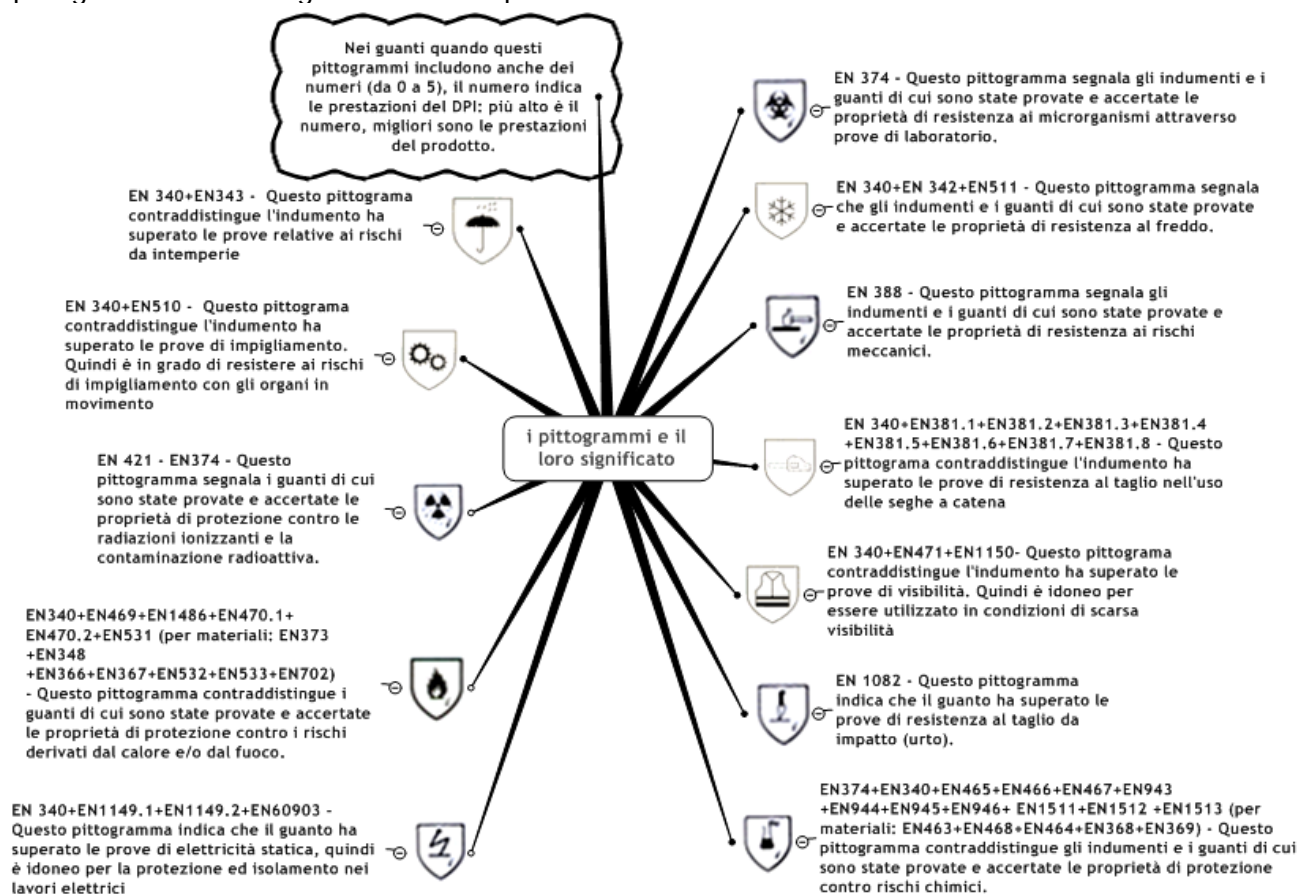 Nei guanti quando questi
pittogrammi includono anche dei
numeri (da 0 a 5), il numero indica
le prestazioni del DPI: più alto è il
numero, migliori sono le prestazioni
del prodotto.
EN 340+EN343 - Questo pittograma
contraddistingue l'indumento ha
superato le prove relative ai rischi
da intemperie
EN 340+EN510 - Questo pittograma
contraddistingue l'indumento ha
superato le prove di impigliamento.
Quindi è in grado di resistere ai rischi
di impigliamento con gli organi in
movimento
EN 421 - EN374 - Questo
pittogramma segnala i guanti di cui
sono state provate e accertate le
proprietà di protezione contro le
radiazioni ionizzanti e la
contaminazione radioattiva.
EN340+EN469+EN1486+EN470.1+
EN470.2+EN531 (per materiali: EN373
+EN348
+EN366+EN367+EN532+EN533+EN702)
- Questo pittogramma contraddistingue i
guanti di cui sono state provate e accertate
le proprietà di protezione contro i rischi
derivati dal calore e/o dal fuoco.
EN 340+EN1149.1+EN1149.2+EN60903 -
Questo pittogramma indica che il guanto ha
superato le prove di elettricità statica, quindi
è idoneo per la protezione ed isolamento nei
lavori elettrici
i pittogrammi e il
loro significato
EN 374 - Questo pittogramma segnala gli indumenti e i
guanti di cui sono state provate e accertate le
proprietà di resistenza ai microrganismi attraverso
prove di laboratorio.
EN 340+EN 342+EN511 - Questo pittogramma segnala
che gli indumenti e i guanti di cui sono state provate
e accertate le proprietà di resistenza al freddo.
EN 388 - Questo pittogramma segnala gli
indumenti e i guanti di cui sono state provate e
accertate le proprietà di resistenza ai rischi
meccanici.
EN 340+EN381.1+EN381.2+EN381.3+EN381.4
+EN381.5+EN381.6+EN381.7+EN381.8 - Questo
pittograma contraddistingue l'indumento ha
superato le prove di resistenza al taglio nell'uso
delle seghe a catena
EN 340+EN471+EN1150- Questo pittograma
contraddistingue l'indumento ha superato le
prove di visibilità. Quindi è idoneo per
essere utilizzato in condizioni di scarsa
visibilità
EN 1082 - Questo pittogramma
indica che il guanto ha superato le
prove di resistenza al taglio da
impatto (urto).
EN374+EN340+EN465+EN466+EN467+EN943
+EN944+EN945+EN946+ EN1511+EN1512 +EN1513 (per
materiali: EN463+EN468+EN464+EN368+EN369) - Questo
pittogramma contraddistingue gli indumenti e i guanti di cui
sono state provate e accertate le proprietà di protezione
contro rischi chimici.